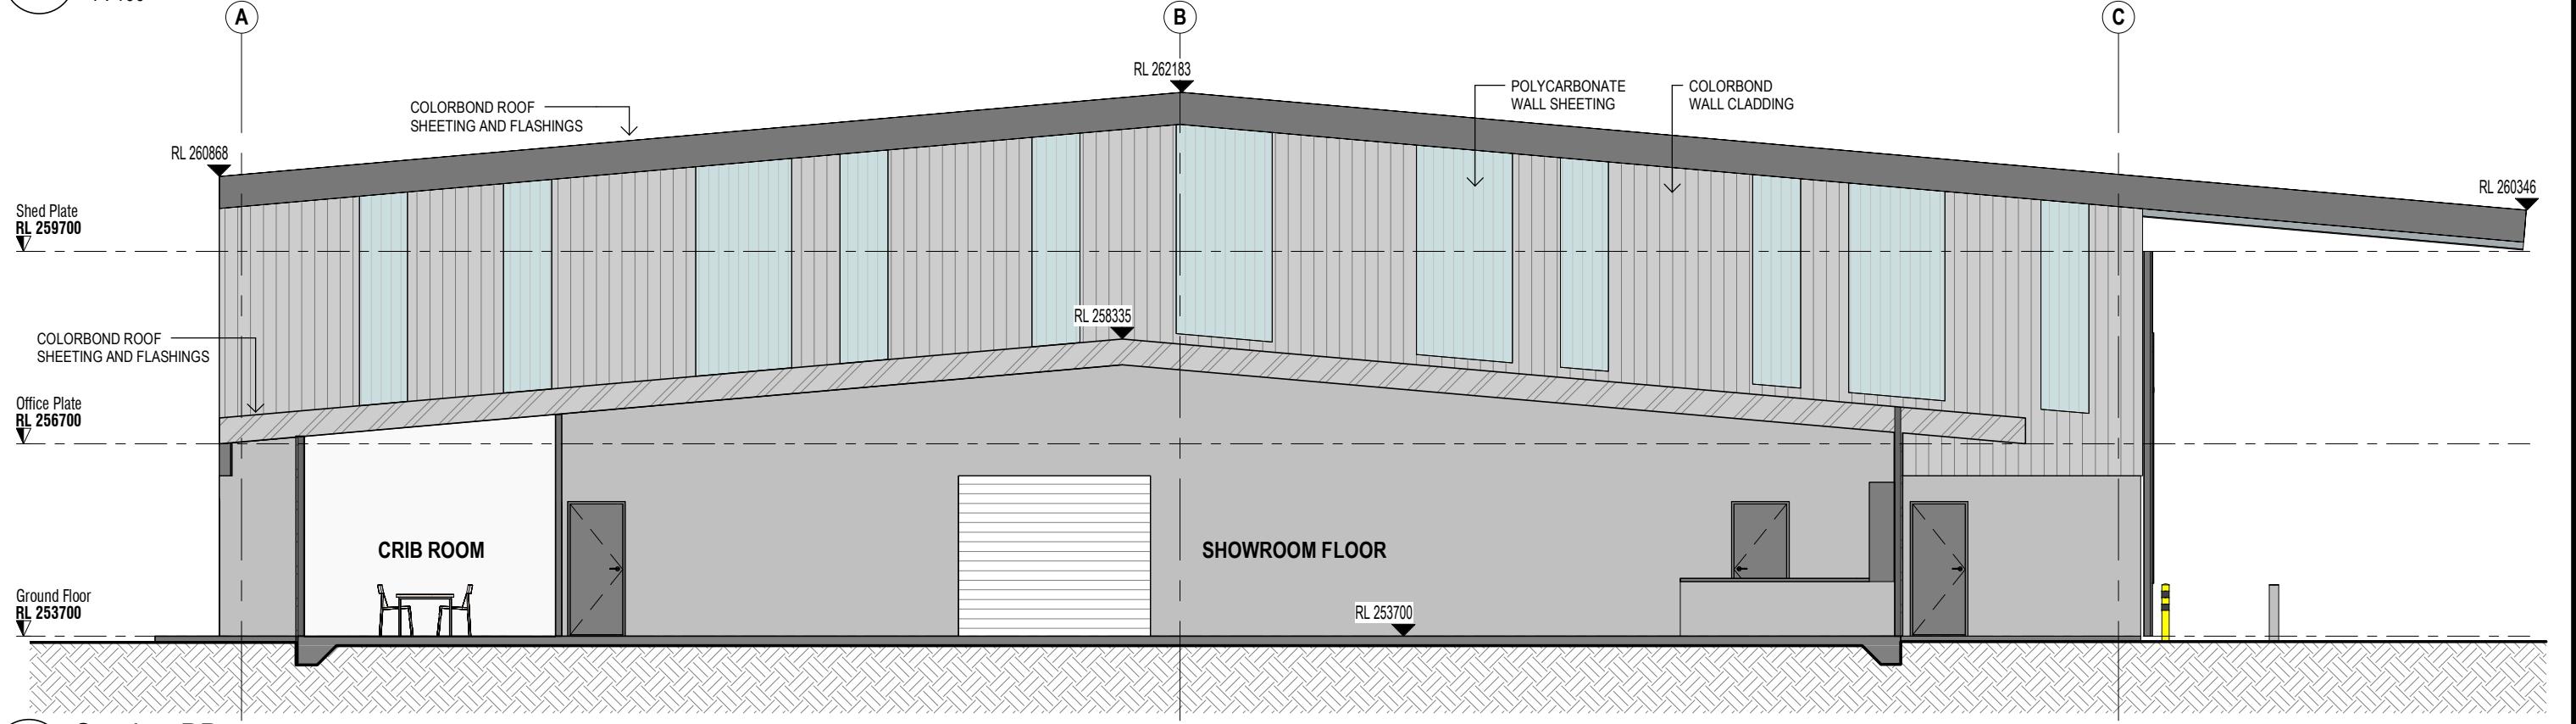 A
B
C
RL 262183
COLORBOND ROOF
SHEETING AND FLASHINGS
POLYCARBONATE
WALL SHEETING
COLORBOND
WALL CLADDING
RL 260868
RL 260346
Shed Plate
RL 259700
RL 258335
COLORBOND ROOF
SHEETING AND FLASHINGS
Office Plate
RL 256700
CRIB ROOM
SHOWROOM FLOOR
Ground Floor
RL 253700
RL 253700